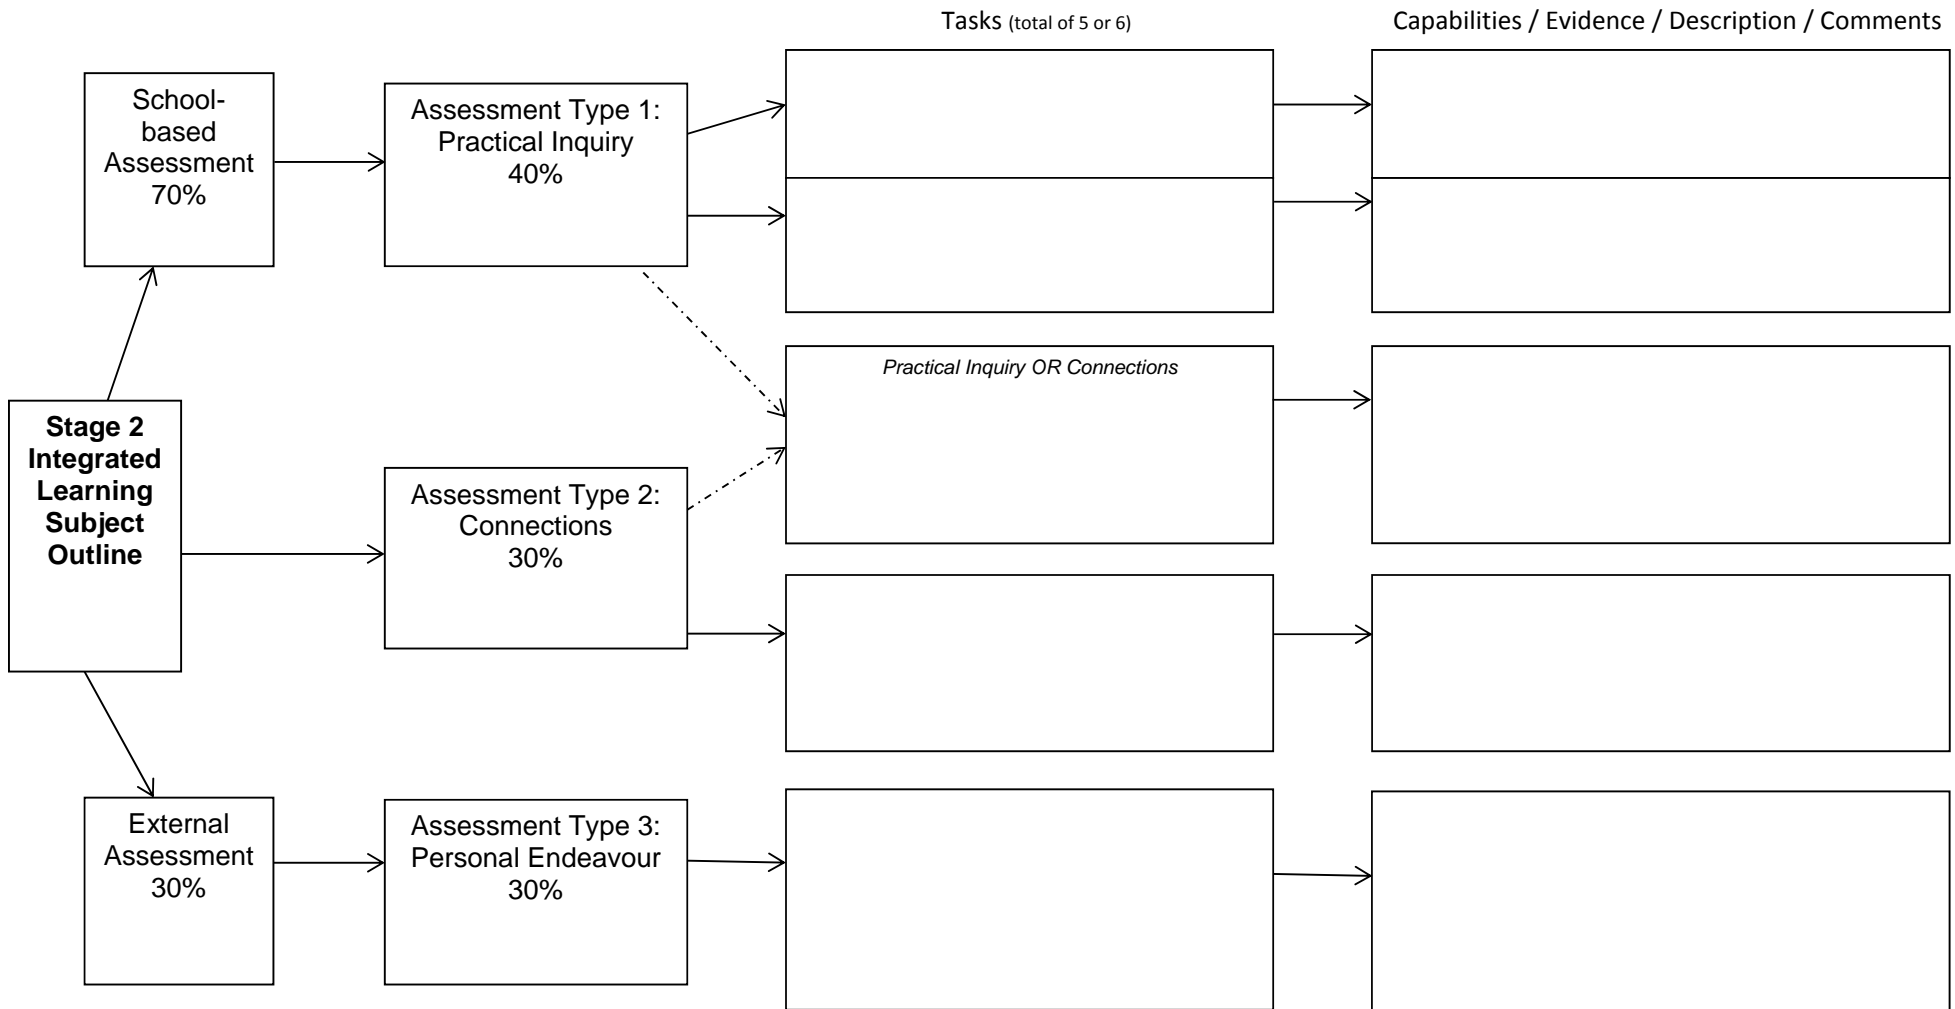 Tasks (total of 5 or 6)
Capabilities / Evidence / Description / Comments
School-
based
Assessment
70%
Assessment Type 1:
Practical Inquiry
40%
Practical Inquiry OR Connections
Stage 2
Integrated
Learning
Subject
Outline
Assessment Type 2:
Connections
30%
External
Assessment
30%
Assessment Type 3:
Personal Endeavour
30%